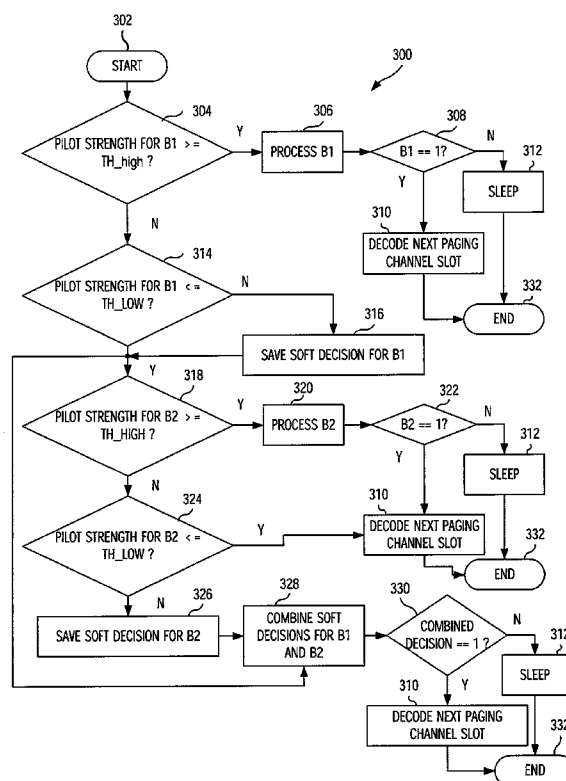 302
START
300
304
PILOT STRENGTH FOR B1 >=
TH_high ?
Y
306
PROCESS B1
308
B1 == 1?
N
312
SLEEP
Y
310
DECODE NEXT PAGING
CHANNEL SLOT
332
END
N
314
PILOT STRENGTH FOR B1 <=
TH_LOW ?
N
316
SAVE SOFT DECISION FOR B1
Y
318
PILOT STRENGTH FOR B2 >=
TH_HIGH ?
Y
320
PROCESS B2
322
B2 == 1?
N
312
SLEEP
Y
310
DECODE NEXT PAGING
CHANNEL SLOT
332
END
N
324
PILOT STRENGTH FOR B2 <=
TH_LOW ?
Y
N
326
SAVE SOFT DECISION FOR B2
328
COMBINE SOFT
DECISIONS FOR B1
AND B2
330
COMBINED
DECISION == 1 ?
N
312
SLEEP
Y
310
DECODE NEXT PAGING
CHANNEL SLOT
332
END